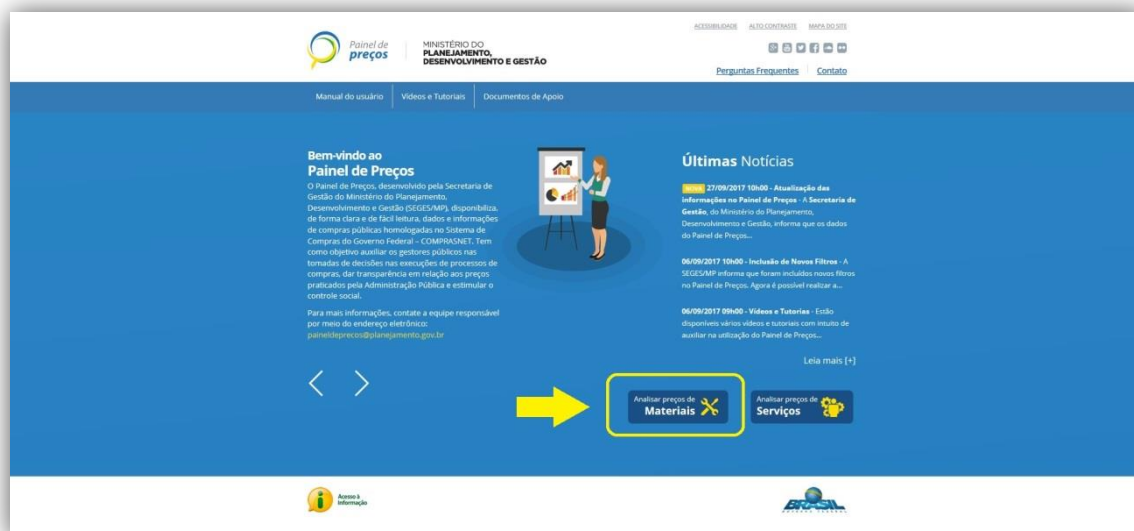 ACESSIBILIDADE ALTO CONTRASTE MAPA DO SITE
Painel de
preços
MINISTÉRIO DO
PLANEJAMENTO,
DESENVOLVIMENTO E GESTÃO
Perguntas Frequentes Contato
Manual do usuário Vídeos e Tutoriais Documentos de Apoio
Bem-vindo ao
Painel de Preços
O Painel de Preços, desenvolvido pela Secretaria de
Gestão do Ministério do Planejamento,
Desenvolvimento e Gestão (SEGES/MP), disponibiliza,
de forma clara e de fácil leitura, dados e informações
de compras públicas homologadas no Sistema de
Compras do Governo Federal – COMPRASNET. Tem
como objetivo auxiliar os gestores públicos nas
tomadas de decisões nas execuções de processos de
compras, dar transparência em relação aos preços
praticados pela Administração Pública e estimular o
controle social.
Para mais informações, contate a equipe responsável
por meio do endereço eletrônico:
paineldeprecos@planejamento.gov.br
Últimas Notícias
NOVA 27/09/2017 10h00 - Atualização das
informações no Painel de Preços - A Secretaria de
Gestão, do Ministério do Planejamento,
Desenvolvimento e Gestão, informa que os dados
do Painel de Preços...
06/09/2017 10h00 - Inclusão de Novos Filtros - A
SEGES/MP informa que foram incluídos novos filtros
no Painel de Preços. Agora é possível realizar a...
06/09/2017 09h00 - Vídeos e Tutorias - Estão
disponíveis vários vídeos e tutoriais com intuito de
auxiliar na utilização do Painel de Preços...
Leia mais [+]
Analisar preços de
Materiais
Analisar preços de
Serviços
Acesso à
Informação
BRASIL